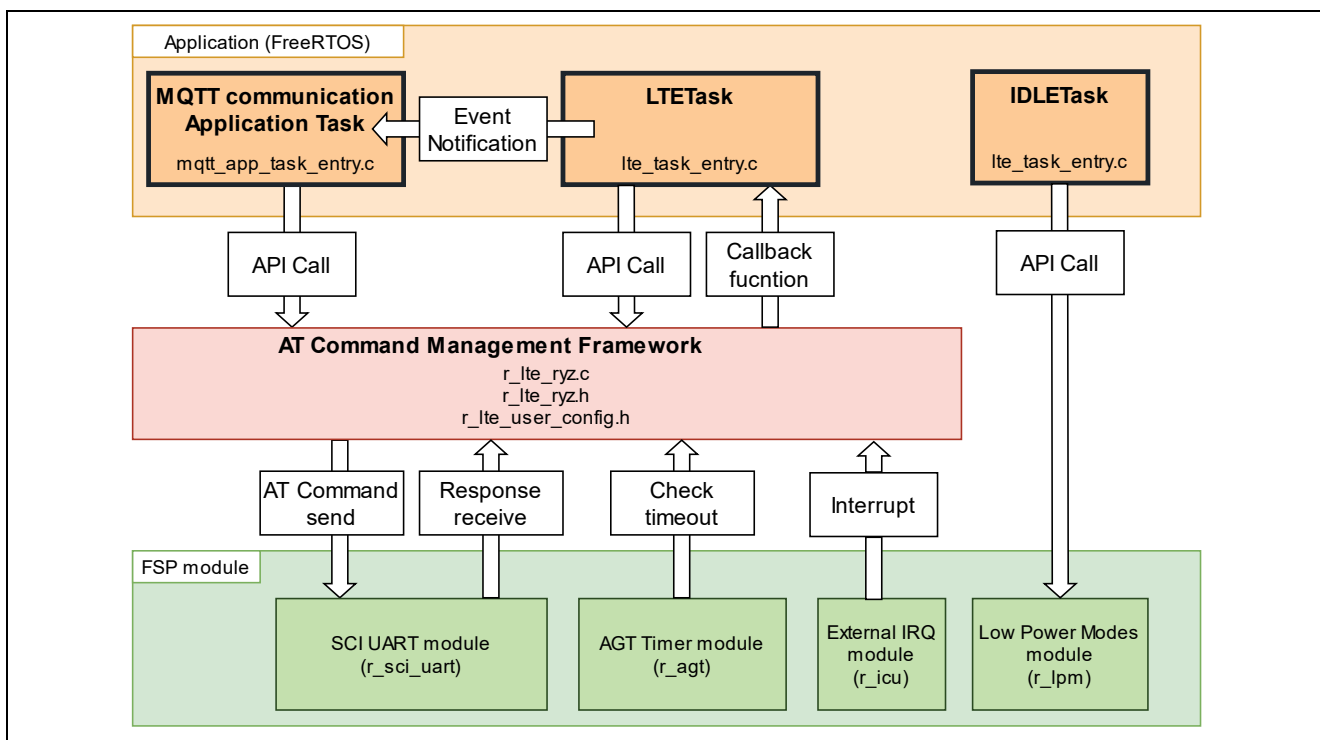 Application (FreeRTOS)
MQTT communication
Application Task
mqtt_app_task_entry.c
Event
Notification
LTETask
lte_task_entry.c
IDLETask
lte_task_entry.c
API Call
API Call
Callback
fucntion
API Call
AT Command Management Framework
r_lte_ryz.c
r_lte_ryz.h
r_lte_user_config.h
AT Command
send
Response
receive
Check
timeout
Interrupt
FSP module
SCI UART module
(r_sci_uart)
AGT Timer module
(r_agt)
External IRQ
module
(r_icu)
Low Power Modes
module
(r_lpm)